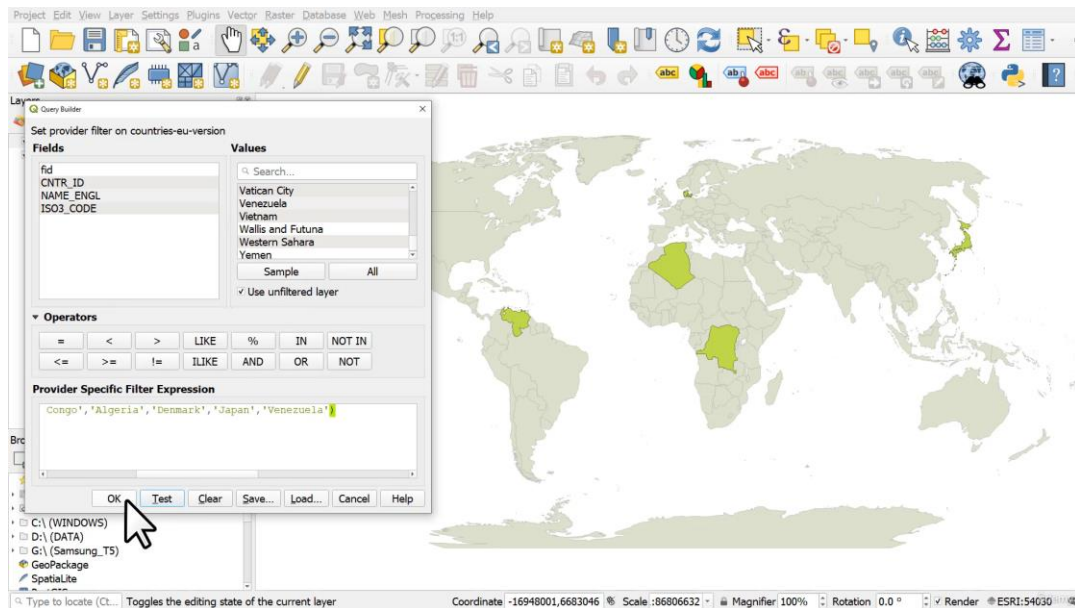 Project Edit View Layer Settings Plugins Vector Raster Database Web Mesh Processing Help
Layers
Query Builder
Set provider filter on countries-eu-version
Fields
Values
fid
CNTR_ID
NAME_ENGL
ISO3_CODE
Search...
Vatican City
Venezuela
Vietnam
Wallis and Futuna
Western Sahara
Yemen
Sample All
Use unfiltered layer
Operators
= < > LIKE % IN NOT IN
<= >= != ILIKE AND OR NOT
Provider Specific Filter Expression
Congo','Algeria','Denmark','Japan','Venezuela')
Bro
OK Test Clear Save... Load... Cancel Help
C:\ (WINDOWS)
D:\ (DATA)
G:\ (Samsung_T5)
GeoPackage
SpatiaLite
Type to locate (Ct... Toggles the editing state of the current layer Coordinate -16948001,6683046 Scale :86806632 Magnifier 100% Rotation 0.0 ° Render ESRI:54030